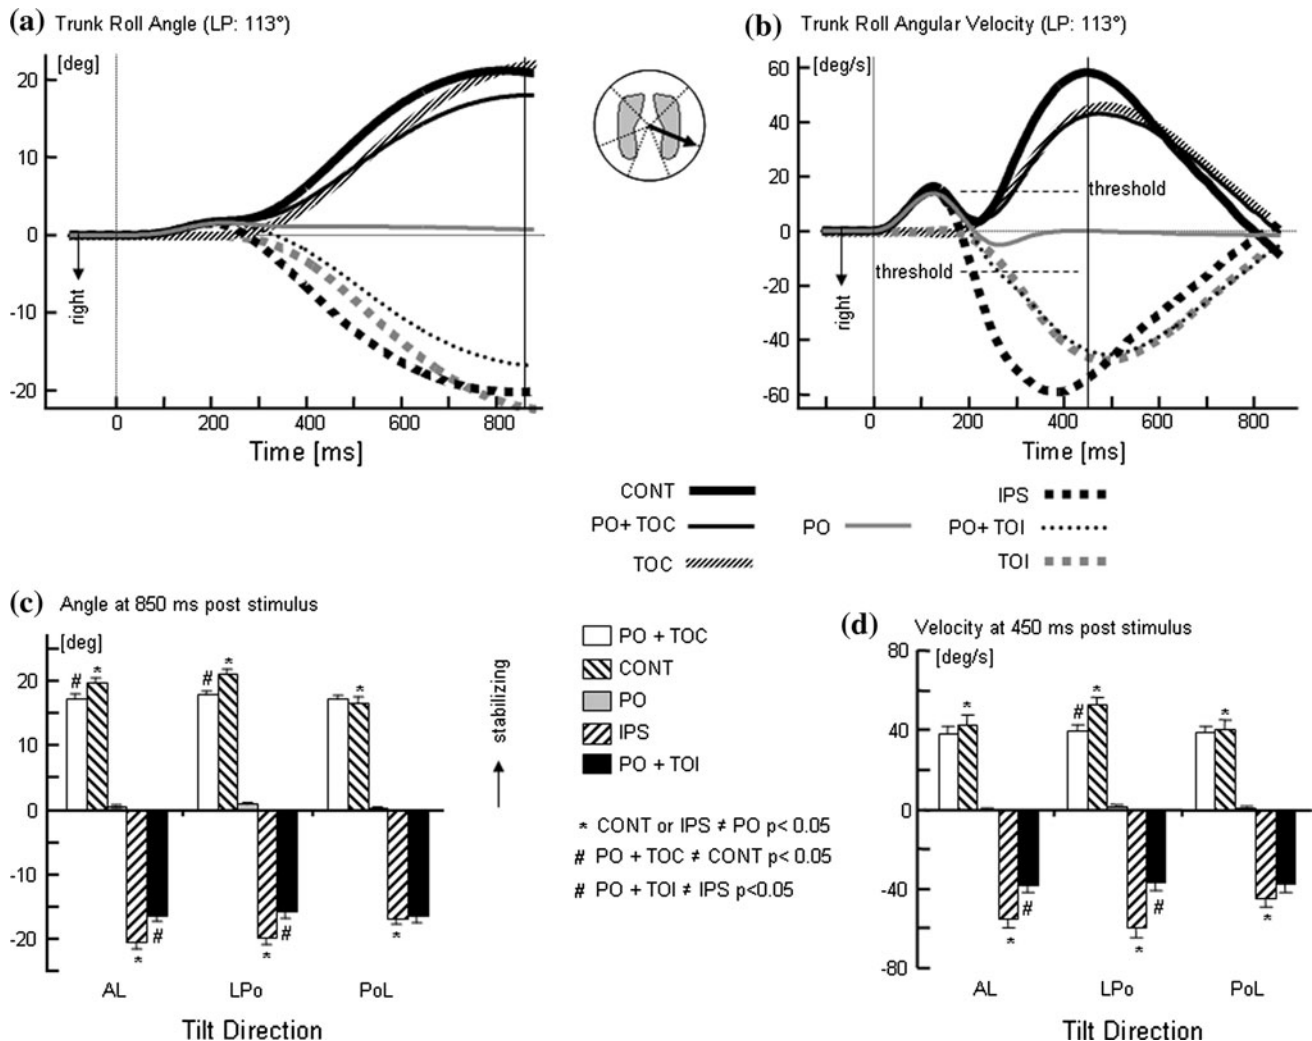 (a) Trunk Roll Angle (LP: 113°)
[deg]
20
10
0
-10
-20
right
0 200 400 600 800
Time [ms]
(b) Trunk Roll Angular Velocity (LP: 113°)
[deg/s]
60
40
20
0
-20
-40
-60
threshold
threshold
right
0 200 400 600 800
Time [ms]
CONT
PO+ TOC
TOC
PO
IPS
PO+ TOI
TOI
(c) Angle at 850 ms post stimulus
[deg]
20
10
0
-10
-20
# * # * *
* # * # *
AL LPo PoL
Tilt Direction
stabilizing
PO + TOC
CONT
PO
IPS
PO + TOI
* CONT or IPS ≠ PO p< 0.05
# PO + TOC ≠ CONT p< 0.05
# PO + TOI ≠ IPS p<0.05
(d) Velocity at 450 ms post stimulus
[deg/s]
80
40
0
-40
-80
* # * *
* # * # *
AL LPo PoL
Tilt Direction